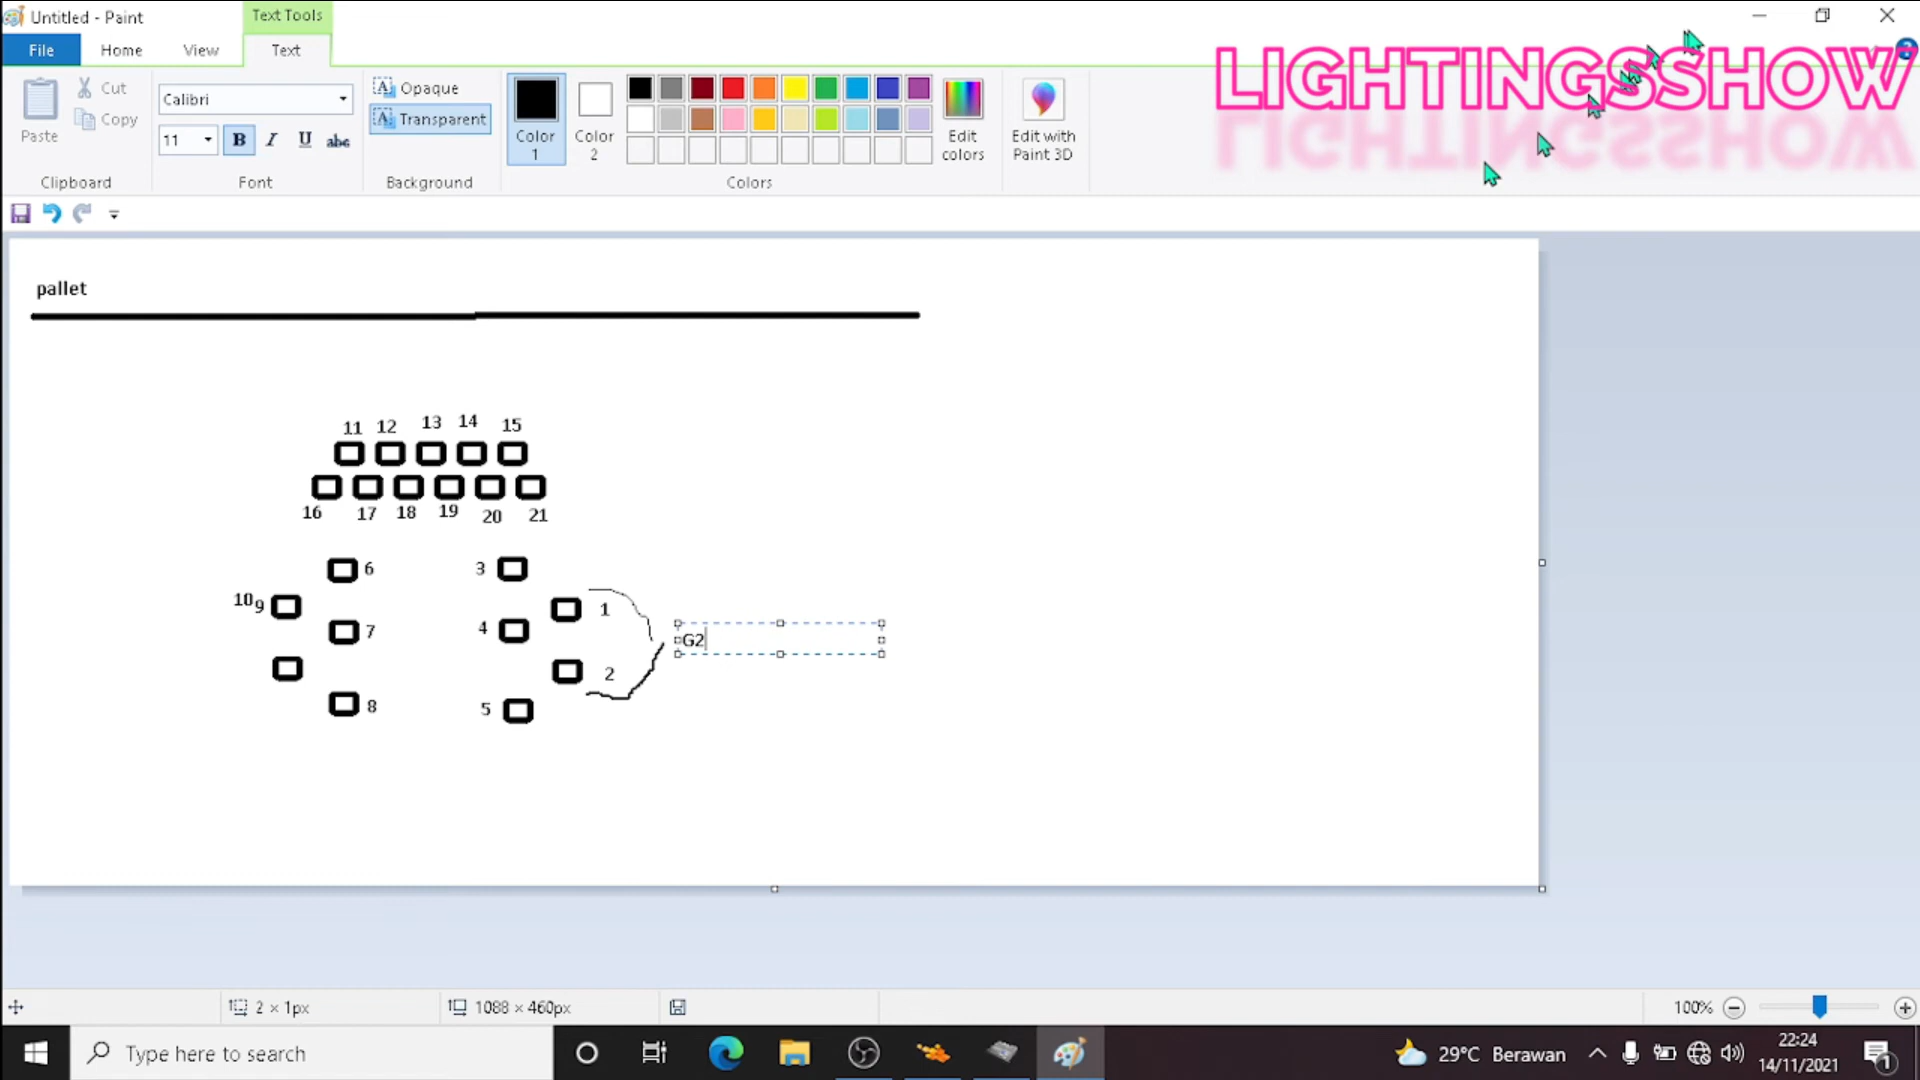 Untitled - Paint
Text Tools
File
Home
View
Text
LIGHTINGSSHOW
Paste
Cut
Copy
Clipboard
Calibri
11
B
I
U
abc
Font
Opaque
Transparent
Background
Color
1
Color
2
Edit
colors
Colors
Edit with
Paint 3D
pallet
11
12
13
14
15
16
17
18
19
20
21
6
3
10
9
1
7
4
G2
2
8
5
2 × 1px
1088 × 460px
100%
Type here to search
29°C Berawan
22:24
14/11/2021
1